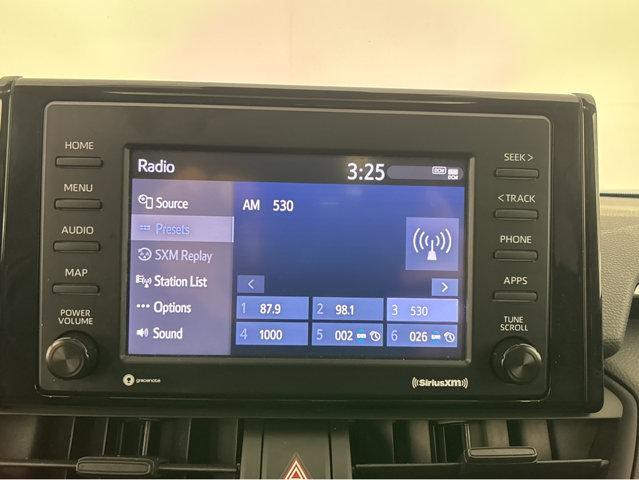 HOME
MENU
AUDIO
MAP
POWER
VOLUME
Radio
3:25
DCM
DCM
Source
Presets
SXM Replay
Station List
Options
Sound
AM 530
1 87.9
2 98.1
3 530
4 1000
5 002
6 026
SEEK >
< TRACK
PHONE
APPS
TUNE
SCROLL
gracenote
SiriusXM